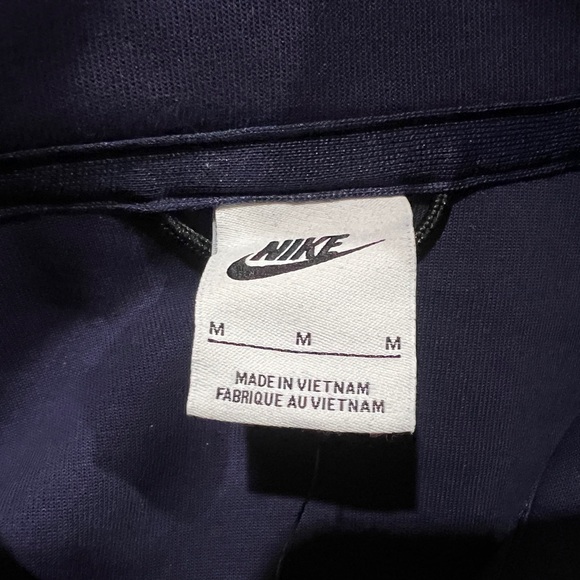 NIKE
M M M
MADE IN VIETNAM
FABRIQUE AU VIETNAM